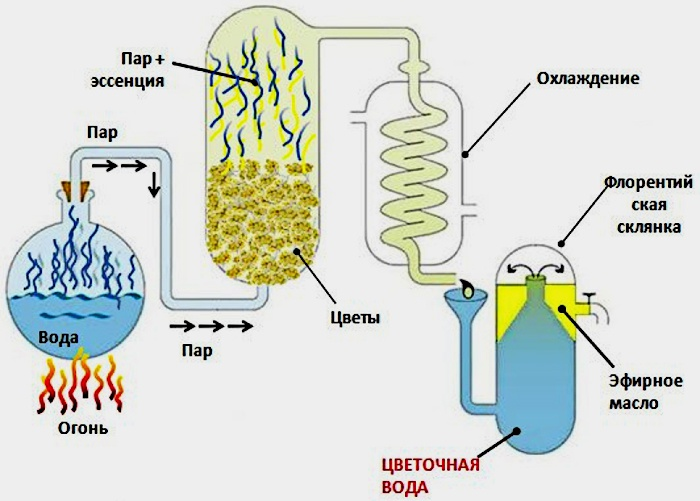 Пар +
эссенция
Охлаждение
Пар
Флорентий
ская
склянка
Цветы
Вода
Пар
Эфирное
масло
Огонь
ЦВЕТОЧНАЯ
ВОДА